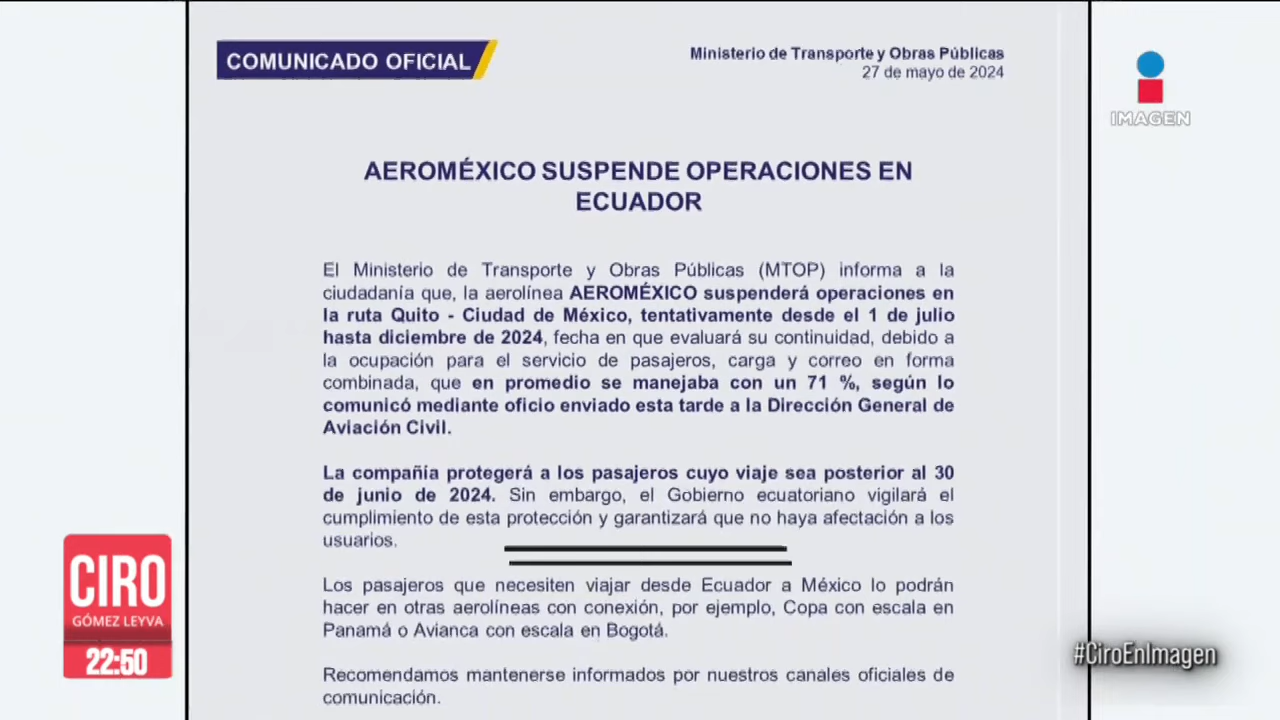 COMUNICADO OFICIAL
Ministerio de Transporte y Obras Públicas
27 de mayo de 2024
IMAGEN
AEROMÉXICO SUSPENDE OPERACIONES EN
ECUADOR
El Ministerio de Transporte y Obras Públicas (MTOP) informa a la
ciudadanía que, la aerolínea AEROMÉXICO suspenderá operaciones en
la ruta Quito - Ciudad de México, tentativamente desde el 1 de julio
hasta diciembre de 2024, fecha en que evaluará su continuidad, debido a
la ocupación para el servicio de pasajeros, carga y correo en forma
combinada, que en promedio se manejaba con un 71 %, según lo
comunicó mediante oficio enviado esta tarde a la Dirección General de
Aviación Civil.
La compañía protegerá a los pasajeros cuyo viaje sea posterior al 30
de junio de 2024. Sin embargo, el Gobierno ecuatoriano vigilará el
cumplimiento de esta protección y garantizará que no haya afectación a los
usuarios.
Los pasajeros que necesiten viajar desde Ecuador a México lo podrán
hacer en otras aerolíneas con conexión, por ejemplo, Copa con escala en
Panamá o Avianca con escala en Bogotá.
Recomendamos mantenerse informados por nuestros canales oficiales de
comunicación.
CIRO
GÓMEZ LEYVA
22:50
#CiroEnImagen